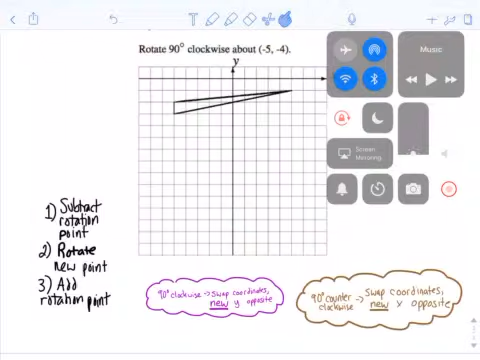 Rotate 90° clockwise about (-5, -4).
y
Music
Screen
Mirroring
1) Subtract
rotation
point
2) Rotate
new point
3) Add
rotation point
90° clockwise → Swap coordinates,
new y opposite
90° counter
clockwise → Swap coordinates,
new x opposite